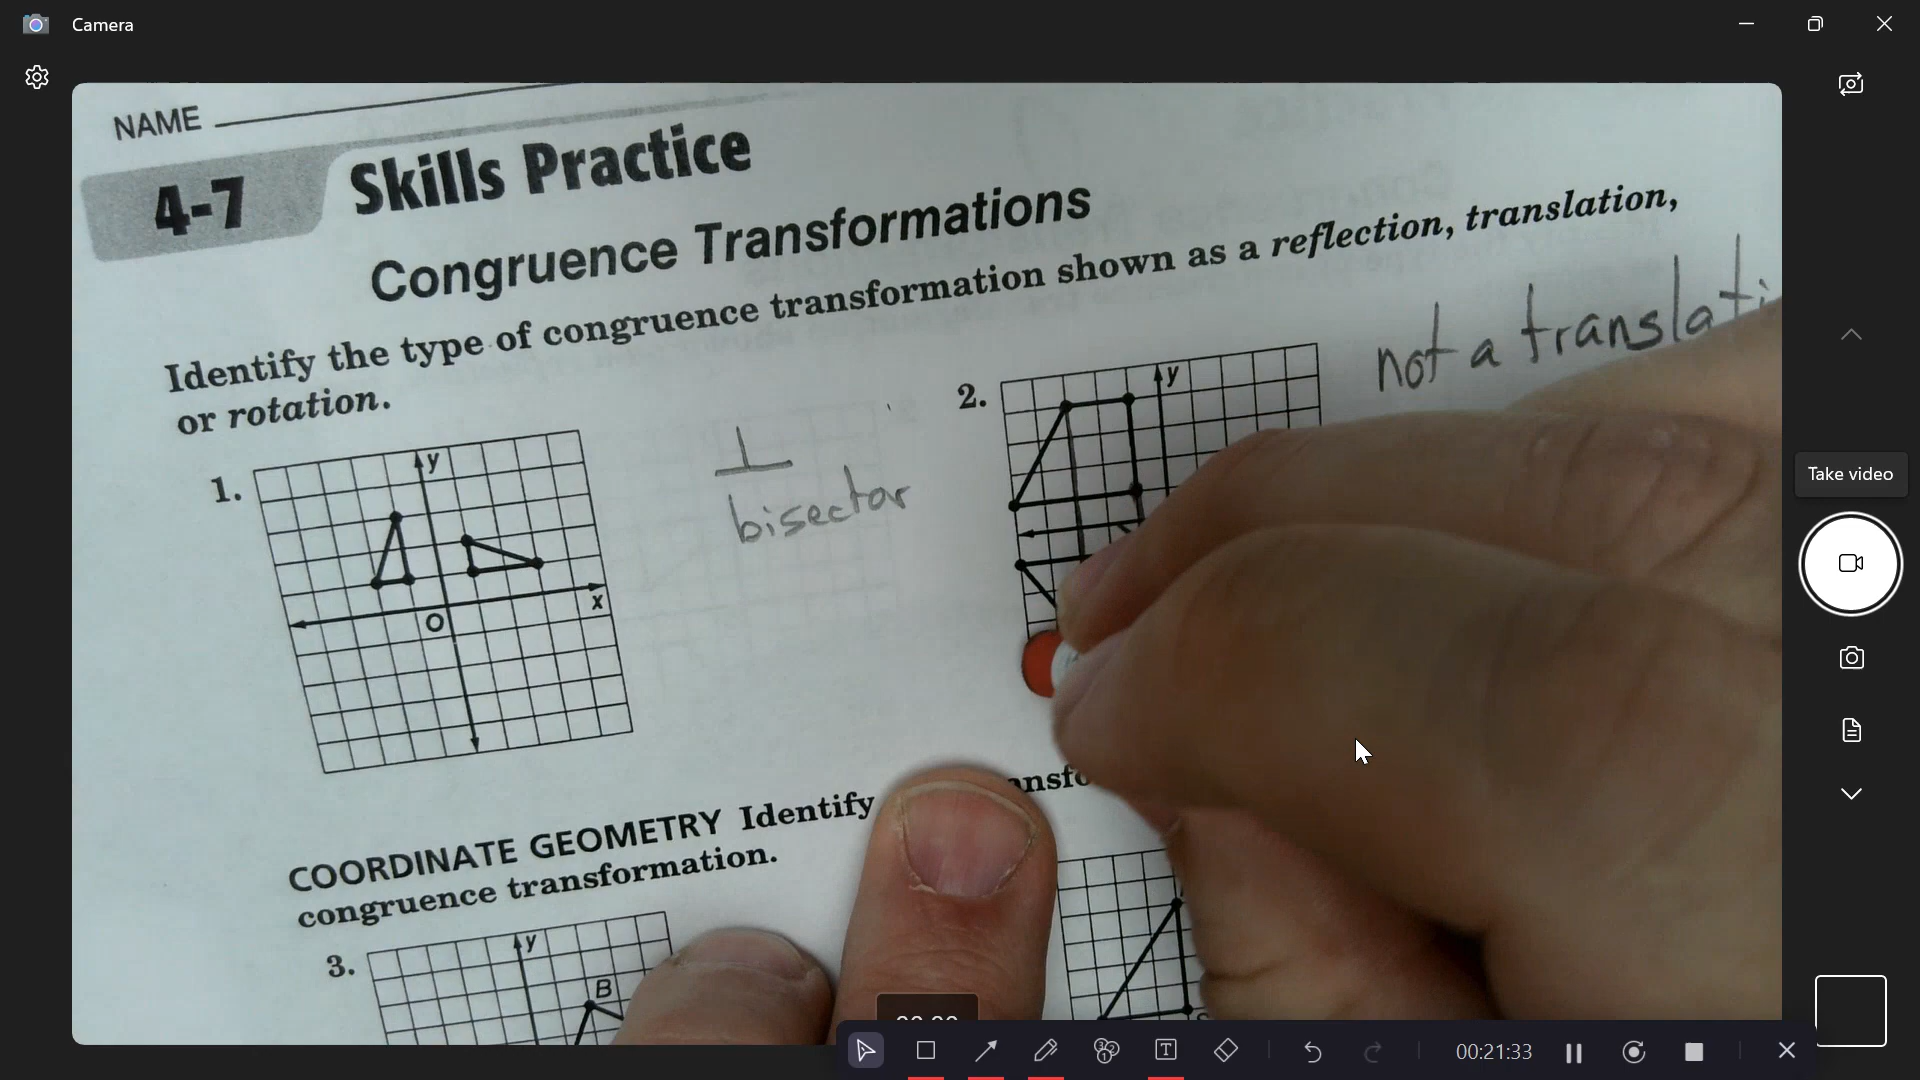 Camera
NAME
4-7 Skills Practice
Congruence Transformations
Identify the type of congruence transformation shown as a reflection, translation,
or rotation.
not a translati
1.
y
x
O
⊥
bisector
2.
y
Take video
COORDINATE GEOMETRY Identify
congruence transformation.
3.
y
B
00:21:33